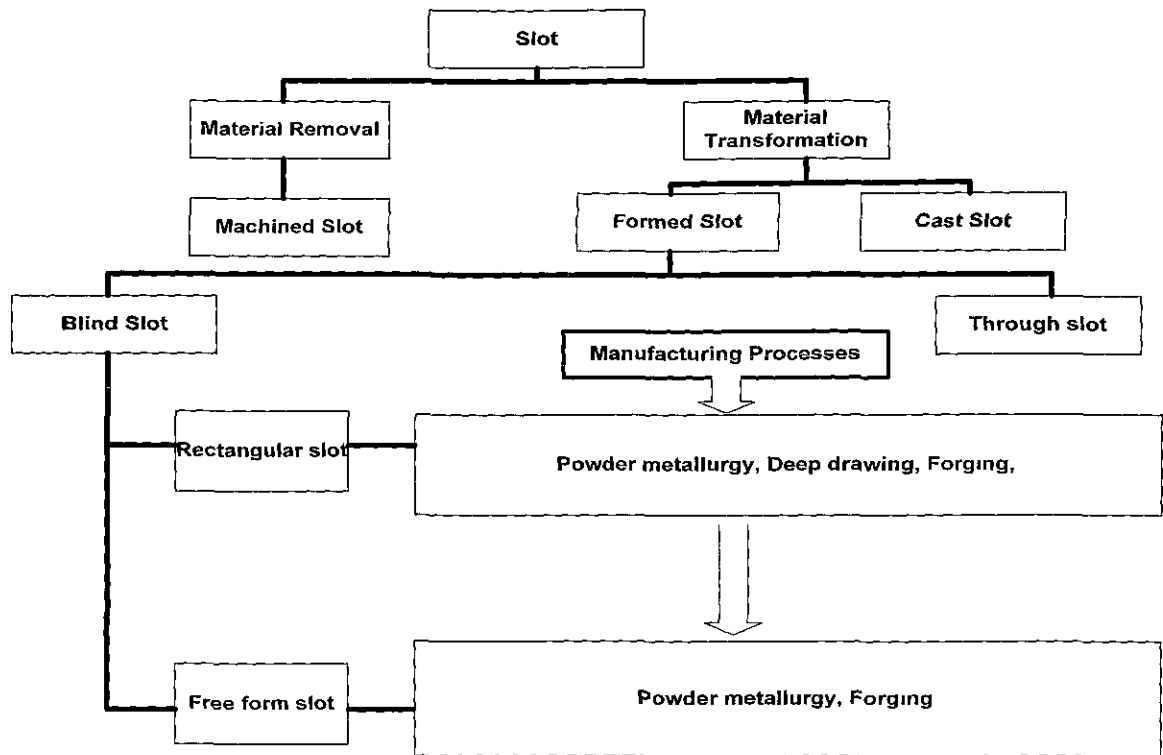 Slot
Material Removal
Material
Transformation
Machined Slot
Formed Slot
Cast Slot
Blind Slot
Through slot
Manufacturing Processes
Rectangular slot
Powder metallurgy, Deep drawing, Forging,
Free form slot
Powder metallurgy, Forging